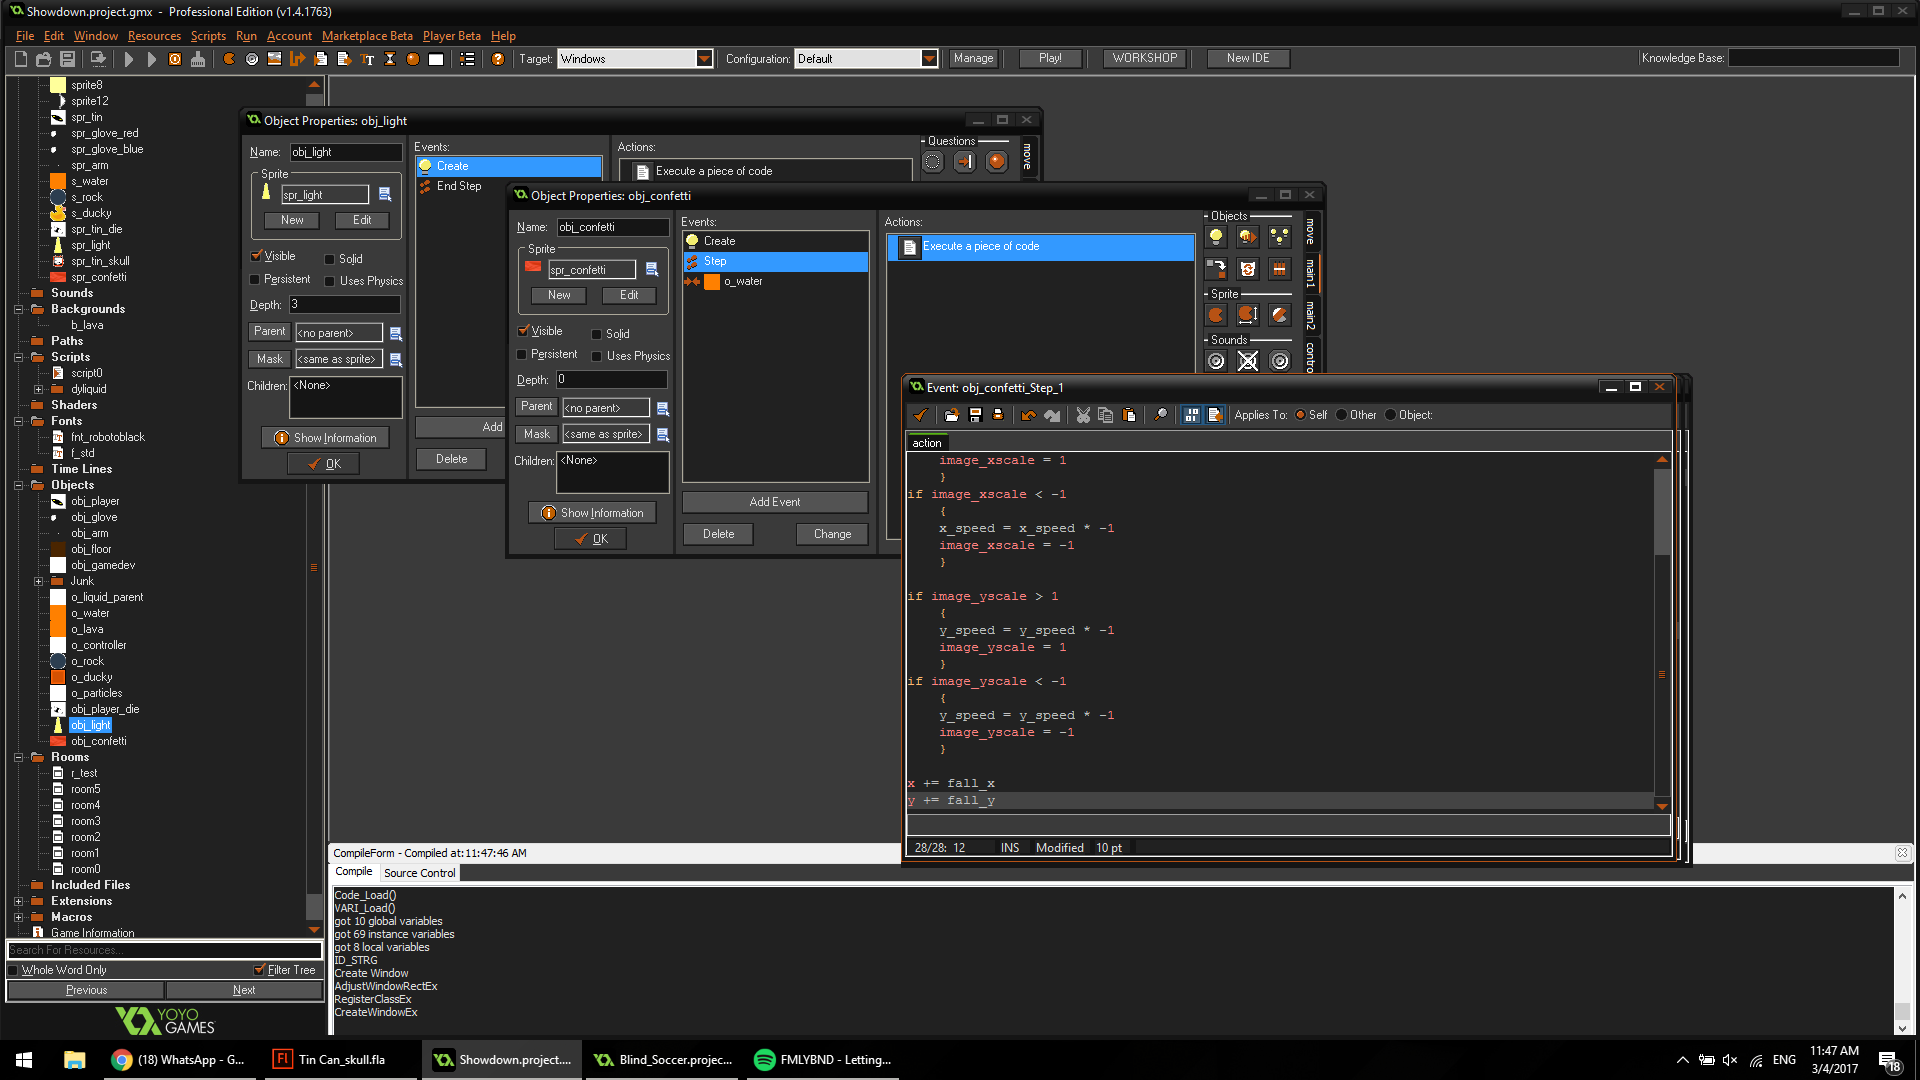 Showdown.project.gmx - Professional Edition (v1.4.1763)
File Edit Window Resources Scripts Run Account Marketplace Beta Player Beta Help
Target: Windows Configuration: Default Manage Play! WORKSHOP New IDE Knowledge Base:
sprite8
sprite12
spr_tin
spr_glove_red
spr_glove_blue
spr_arm
s_water
s_rock
s_ducky
spr_tin_die
spr_light
spr_tin_skull
spr_confetti
Sounds
Backgrounds
b_lava
Paths
Scripts
script0
dyliquid
Shaders
Fonts
fnt_robotoblack
f_std
Time Lines
Objects
obj_player
obj_glove
obj_arm
obj_floor
obj_gamedev
Junk
o_liquid_parent
o_water
o_lava
o_controller
o_rock
o_ducky
o_particles
obj_player_die
obj_light
obj_confetti
Rooms
r_test
room5
room4
room3
room2
room1
room0
Included Files
Extensions
Macros
Game Information
Search For Resources...
Whole Word Only Filter Tree
Previous Next
YOYO
GAMES
Object Properties: obj_light
Name: obj_light
Sprite
spr_light
New Edit
Visible Solid
Persistent Uses Physics
Depth: 3
Parent <no parent>
Mask <same as sprite>
Children: <None>
Show Information
OK
Events:
Create
End Step
Add
Delete
Actions:
Execute a piece of code
Questions
move
Object Properties: obj_confetti
Name: obj_confetti
Sprite
spr_confetti
New Edit
Visible Solid
Persistent Uses Physics
Depth: 0
Parent <no parent>
Mask <same as sprite>
Children: <None>
Show Information
OK
Events:
Create
Step
o_water
Add Event
Delete Change
Actions:
Execute a piece of code
Objects
Sprite
Sounds
move
main1
main2
contro
Event: obj_confetti_Step_1
Applies To: Self Other Object:
action
image_xscale = 1
}
if image_xscale < -1
{
x_speed = x_speed * -1
image_xscale = -1
}
if image_yscale > 1
{
y_speed = y_speed * -1
image_yscale = 1
}
if image_yscale < -1
{
y_speed = y_speed * -1
image_yscale = -1
}
x += fall_x
y += fall_y
28/28: 12 INS Modified 10 pt
CompileForm - Compiled at:11:47:46 AM
Compile Source Control
Code_Load()
VARI_Load()
got 10 global variables
got 69 instance variables
got 8 local variables
ID_STRG
Create Window
AdjustWindowRectEx
RegisterClassEx
CreateWindowEx
(18) WhatsApp - G... Tin Can_skull.fla Showdown.project.... Blind_Soccer.projec... FMLYBND - Letting... ENG 11:47 AM
3/4/2017
18